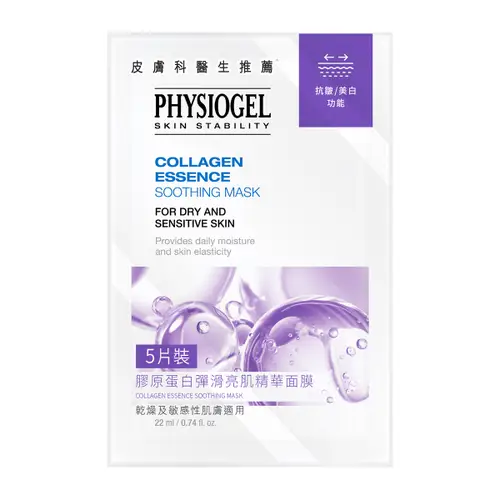 皮膚科醫生推薦*
PHYSIOGEL
SKIN STABILITY
抗皺/美白
功能
COLLAGEN
ESSENCE
SOOTHING MASK
FOR DRY AND
SENSITIVE SKIN
Provides daily moisture
and skin elasticity
5片裝
膠原蛋白彈滑亮肌精華面膜
COLLAGEN ESSENCE SOOTHING MASK
乾燥及敏感性肌膚適用
22 ml / 0.74 fl. oz.